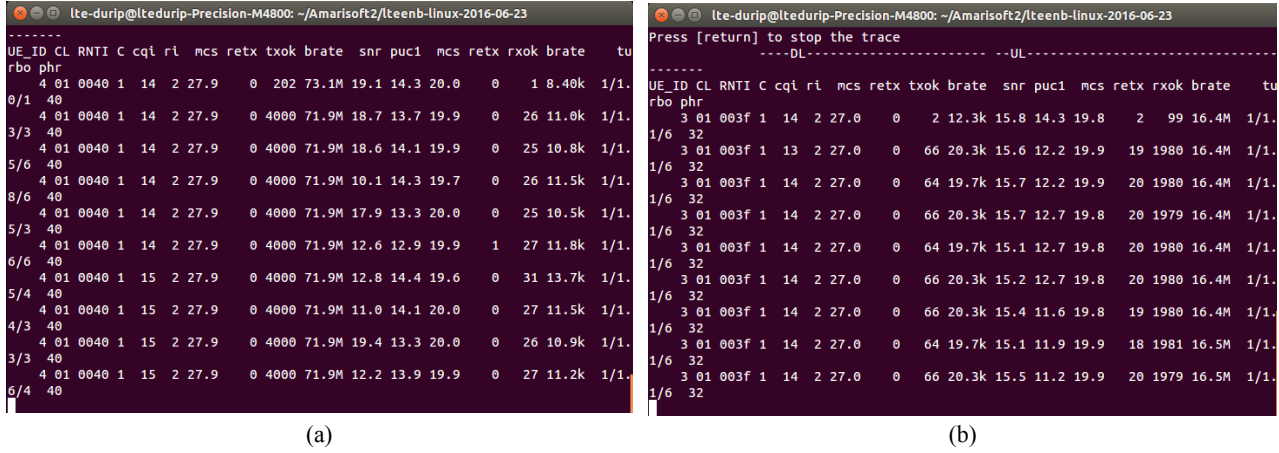 lte-durip@ltedurip-Precision-M4800: ~/Amarisoft2/lteenb-linux-2016-06-23
-------
UE_ID CL RNTI C cqi ri  mcs retx txok brate  snr puc1  mcs retx rxok brate   tu
rbo phr
4 01 0040 1 14 2 27.9 0 202 73.1M 19.1 14.3 20.0 0 1 8.40k 1/1.
0/1 40
4 01 0040 1 14 2 27.9 0 4000 71.9M 18.7 13.7 19.9 0 26 11.0k 1/1.
3/3 40
4 01 0040 1 14 2 27.9 0 4000 71.9M 18.6 14.1 19.9 0 25 10.8k 1/1.
5/6 40
4 01 0040 1 14 2 27.9 0 4000 71.9M 10.1 14.3 19.7 0 26 11.5k 1/1.
8/6 40
4 01 0040 1 14 2 27.9 0 4000 71.9M 17.9 13.3 20.0 0 25 10.5k 1/1.
5/3 40
4 01 0040 1 14 2 27.9 0 4000 71.9M 12.6 12.9 19.9 1 27 11.8k 1/1.
6/6 40
4 01 0040 1 15 2 27.9 0 4000 71.9M 12.8 14.4 19.6 0 31 13.7k 1/1.
5/4 40
4 01 0040 1 15 2 27.9 0 4000 71.9M 11.0 14.1 20.0 0 27 11.5k 1/1.
4/3 40
4 01 0040 1 15 2 27.9 0 4000 71.9M 19.4 13.3 20.0 0 26 10.9k 1/1.
3/3 40
4 01 0040 1 15 2 27.9 0 4000 71.9M 12.2 13.9 19.9 0 27 11.2k 1/1.
6/4 40
(a)
lte-durip@ltedurip-Precision-M4800: ~/Amarisoft2/lteenb-linux-2016-06-23
Press [return] to stop the trace
----DL----------------------- --UL-------------------------------
-------
UE_ID CL RNTI C cqi ri  mcs retx txok brate  snr puc1  mcs retx rxok brate   tu
rbo phr
3 01 003f 1 14 2 27.0 0 2 12.3k 15.8 14.3 19.8 2 99 16.4M 1/1.
1/6 32
3 01 003f 1 13 2 27.0 0 66 20.3k 15.6 12.2 19.9 19 1980 16.4M 1/1.
1/6 32
3 01 003f 1 14 2 27.0 0 64 19.7k 15.7 12.2 19.9 20 1980 16.4M 1/1.
1/6 32
3 01 003f 1 14 2 27.0 0 66 20.3k 15.7 12.7 19.8 20 1979 16.4M 1/1.
1/6 32
3 01 003f 1 14 2 27.0 0 64 19.7k 15.1 12.7 19.8 20 1980 16.4M 1/1.
1/6 32
3 01 003f 1 14 2 27.0 0 66 20.3k 15.2 12.7 19.8 20 1980 16.4M 1/1.
1/6 32
3 01 003f 1 14 2 27.0 0 66 20.3k 15.4 11.6 19.8 19 1980 16.4M 1/1.
1/6 32
3 01 003f 1 14 2 27.0 0 64 19.7k 15.1 11.9 19.9 18 1981 16.5M 1/1.
1/6 32
3 01 003f 1 14 2 27.0 0 66 20.3k 15.5 11.2 19.9 20 1979 16.5M 1/1.
1/6 32
(b)